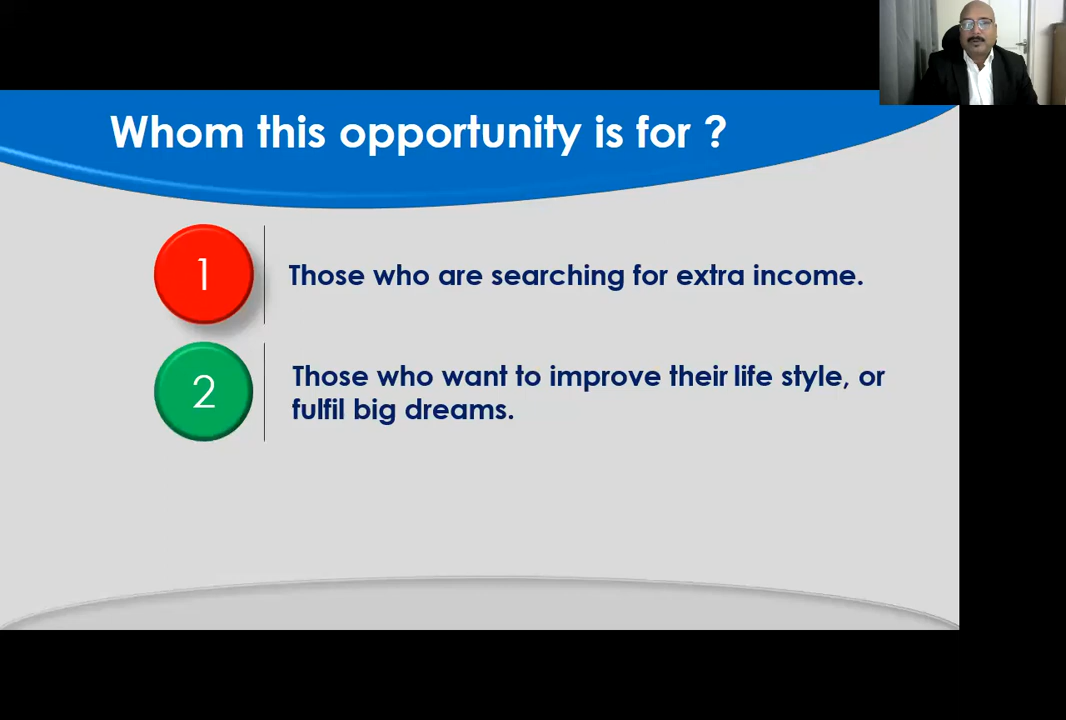 Whom this opportunity is for ?
1
Those who are searching for extra income.
2
Those who want to improve their life style, or
fulfil big dreams.